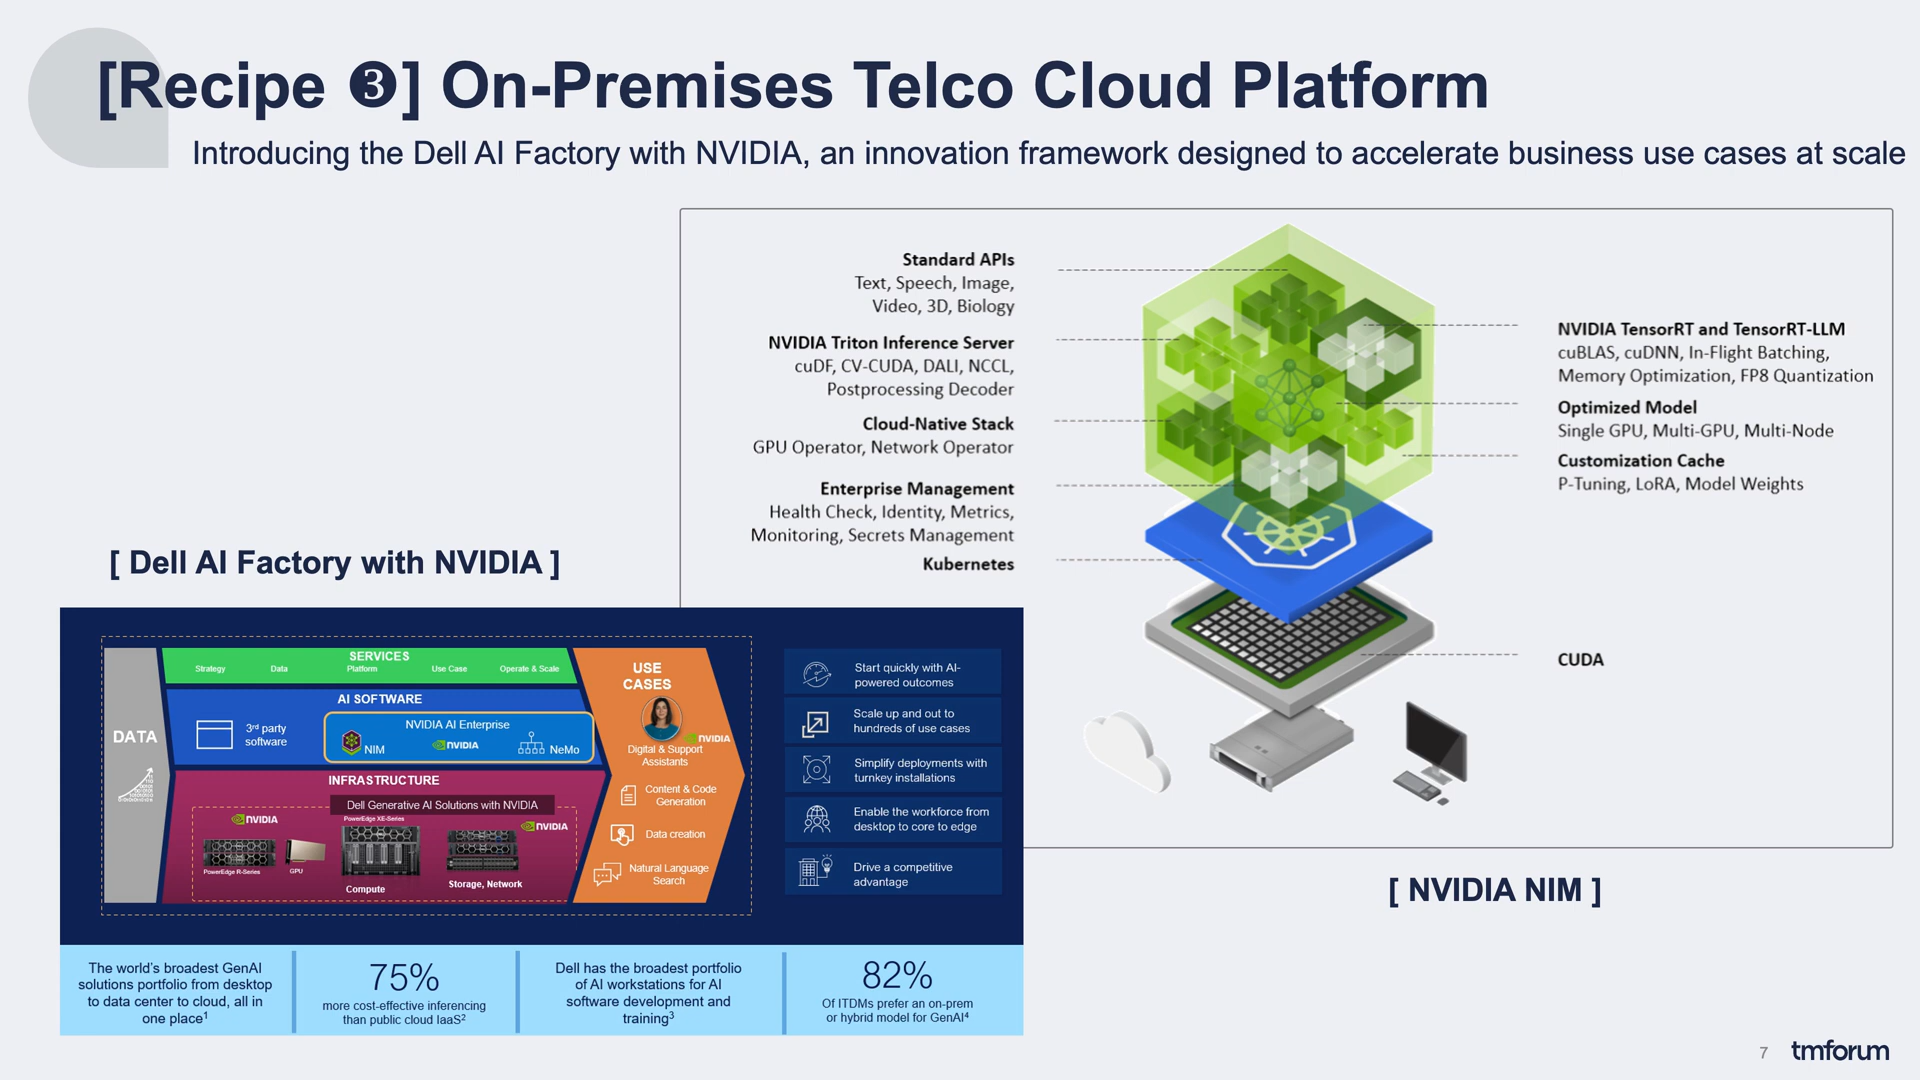 [Recipe ❸] On-Premises Telco Cloud Platform
Introducing the Dell AI Factory with NVIDIA, an innovation framework designed to accelerate business use cases at scale
Standard APIs
Text, Speech, Image,
Video, 3D, Biology
NVIDIA Triton Inference Server
cuDF, CV-CUDA, DALI, NCCL,
Postprocessing Decoder
Cloud-Native Stack
GPU Operator, Network Operator
Enterprise Management
Health Check, Identity, Metrics,
Monitoring, Secrets Management
Kubernetes
NVIDIA TensorRT and TensorRT-LLM
cuBLAS, cuDNN, In-Flight Batching,
Memory Optimization, FP8 Quantization
Optimized Model
Single GPU, Multi-GPU, Multi-Node
Customization Cache
P-Tuning, LoRA, Model Weights
CUDA
[ NVIDIA NIM ]
[ Dell AI Factory with NVIDIA ]
DATA
SERVICES
Strategy Data Platform Use Case Operate & Scale
AI SOFTWARE
3rd party
software
NVIDIA AI Enterprise
NIM NVIDIA NeMo
INFRASTRUCTURE
Dell Generative AI Solutions with NVIDIA
NVIDIA
PowerEdge XE-Series
NVIDIA
PowerEdge R-Series
GPU
Compute
Storage, Network
USE
CASES
NVIDIA
Digital & Support
Assistants
Content & Code
Generation
Data creation
Natural Language
Search
Start quickly with AI-
powered outcomes
Scale up and out to
hundreds of use cases
Simplify deployments with
turnkey installations
Enable the workforce from
desktop to core to edge
Drive a competitive
advantage
The world's broadest GenAI
solutions portfolio from desktop
to data center to cloud, all in
one place1
75%
more cost-effective inferencing
than public cloud IaaS2
Dell has the broadest portfolio
of AI workstations for AI
software development and
training3
82%
Of ITDMs prefer an on-prem
or hybrid model for GenAI4
7
tmforum